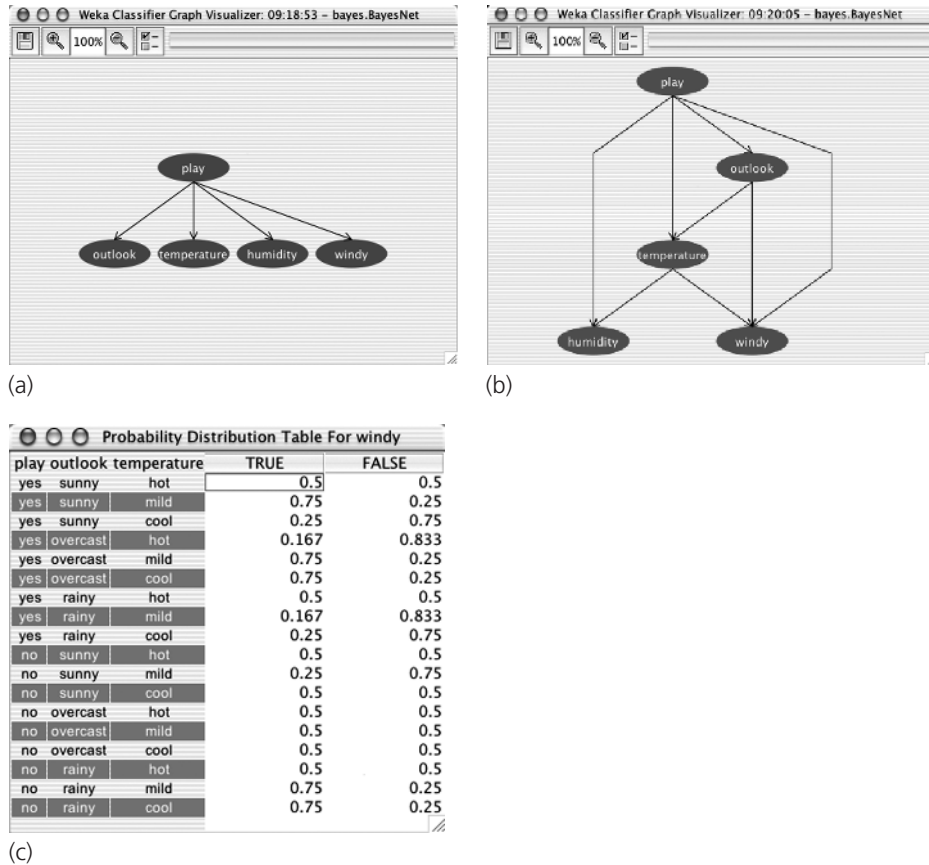 Weka Classifier Graph Visualizer: 09:18:53 – bayes.BayesNet
100%
play
outlook temperature humidity windy
(a)
Weka Classifier Graph Visualizer: 09:20:05 – bayes.BayesNet
100%
play
outlook
temperature
humidity windy
(b)
Probability Distribution Table For windy
play outlook temperature TRUE FALSE
yes sunny hot 0.5 0.5
yes sunny mild 0.75 0.25
yes sunny cool 0.25 0.75
yes overcast hot 0.167 0.833
yes overcast mild 0.75 0.25
yes overcast cool 0.75 0.25
yes rainy hot 0.5 0.5
yes rainy mild 0.167 0.833
yes rainy cool 0.25 0.75
no sunny hot 0.5 0.5
no sunny mild 0.25 0.75
no sunny cool 0.5 0.5
no overcast hot 0.5 0.5
no overcast mild 0.5 0.5
no overcast cool 0.5 0.5
no rainy hot 0.5 0.5
no rainy mild 0.75 0.25
no rainy cool 0.75 0.25
(c)